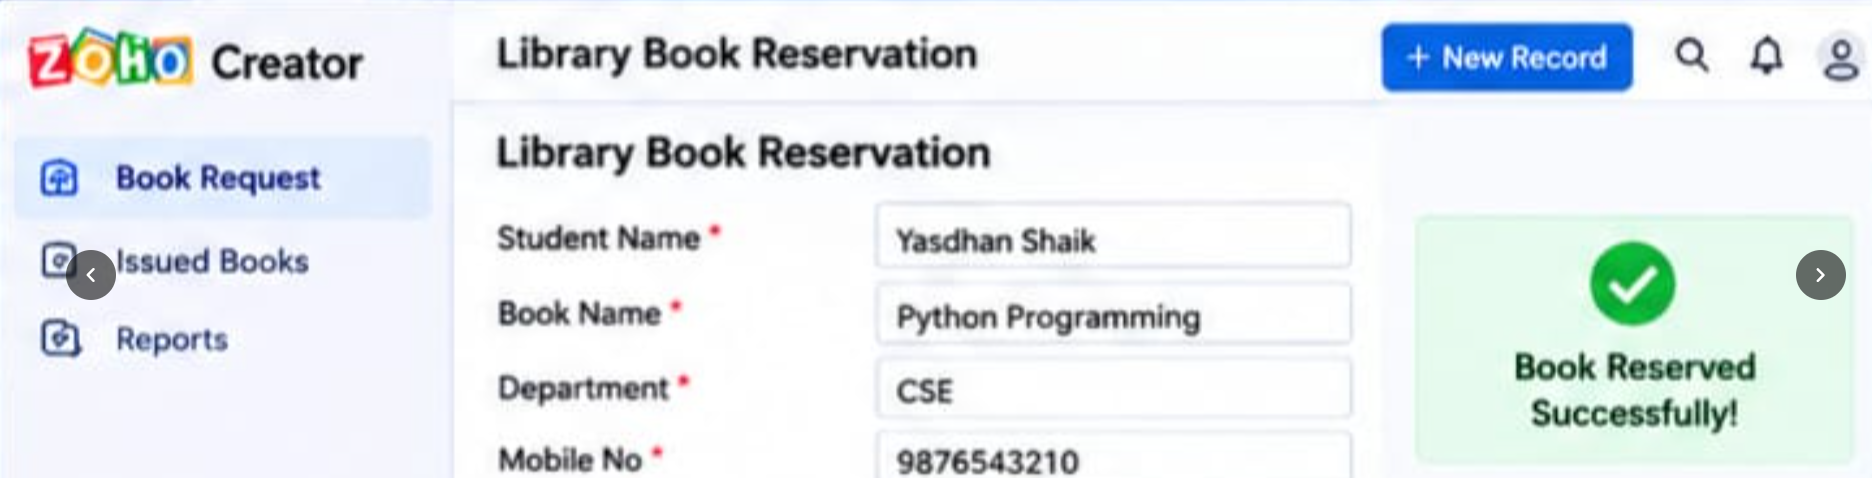 ZOHO Creator
Book Request
Issued Books
Reports
Library Book Reservation
+ New Record
Library Book Reservation
Student Name * Yasdhan Shaik
Book Name * Python Programming
Department * CSE
Mobile No * 9876543210
Book Reserved
Successfully!